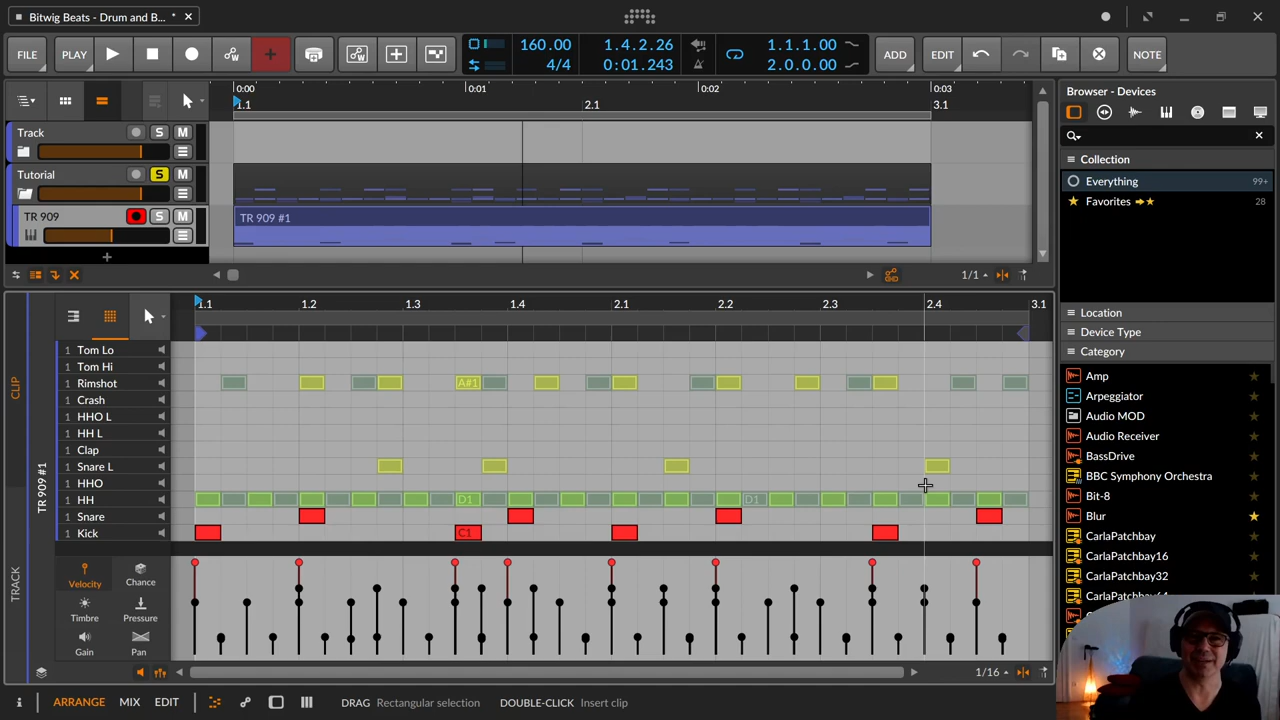 Bitwig Beats - Drum and B... *
FILE
PLAY
160.00
4/4
1.4.2.26
0:01.243
1.1.1.00
2.0.0.00
ADD
EDIT
NOTE
0:00
0:01
0:02
0:03
1.1
2.1
3.1
Track
S
M
Tutorial
S
M
TR 909
S
M
TR 909 #1
+
1/1
Browser - Devices
Collection
Everything
99+
Favorites
28
Location
Device Type
Category
Amp
Arpeggiator
Audio MOD
Audio Receiver
BassDrive
BBC Symphony Orchestra
Bit-8
Blur
CarlaPatchbay
CarlaPatchbay16
CarlaPatchbay32
CLIP
TRACK
TR 909 #1
1.1
1.2
1.3
1.4
2.1
2.2
2.3
2.4
3.1
1 Tom Lo
1 Tom Hi
1 Rimshot
A#1
1 Crash
1 HHO L
1 HH L
1 Clap
1 Snare L
1 HHO
1 HH
D1
D1
1 Snare
1 Kick
C1
Velocity
Chance
Timbre
Pressure
Gain
Pan
1/16
ARRANGE
MIX
EDIT
DRAG Rectangular selection
DOUBLE-CLICK Insert clip